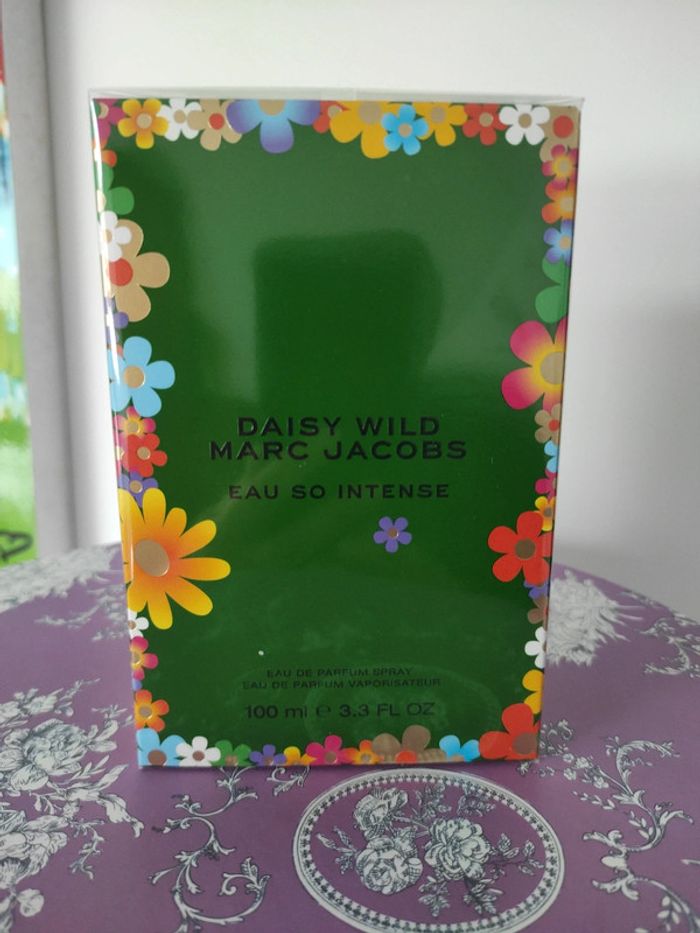 DAISY WILD
MARC JACOBS
EAU SO INTENSE
EAU DE PARFUM SPRAY
EAU DE PARFUM VAPORISATEUR
100 ml ℮ 3.3 FL OZ